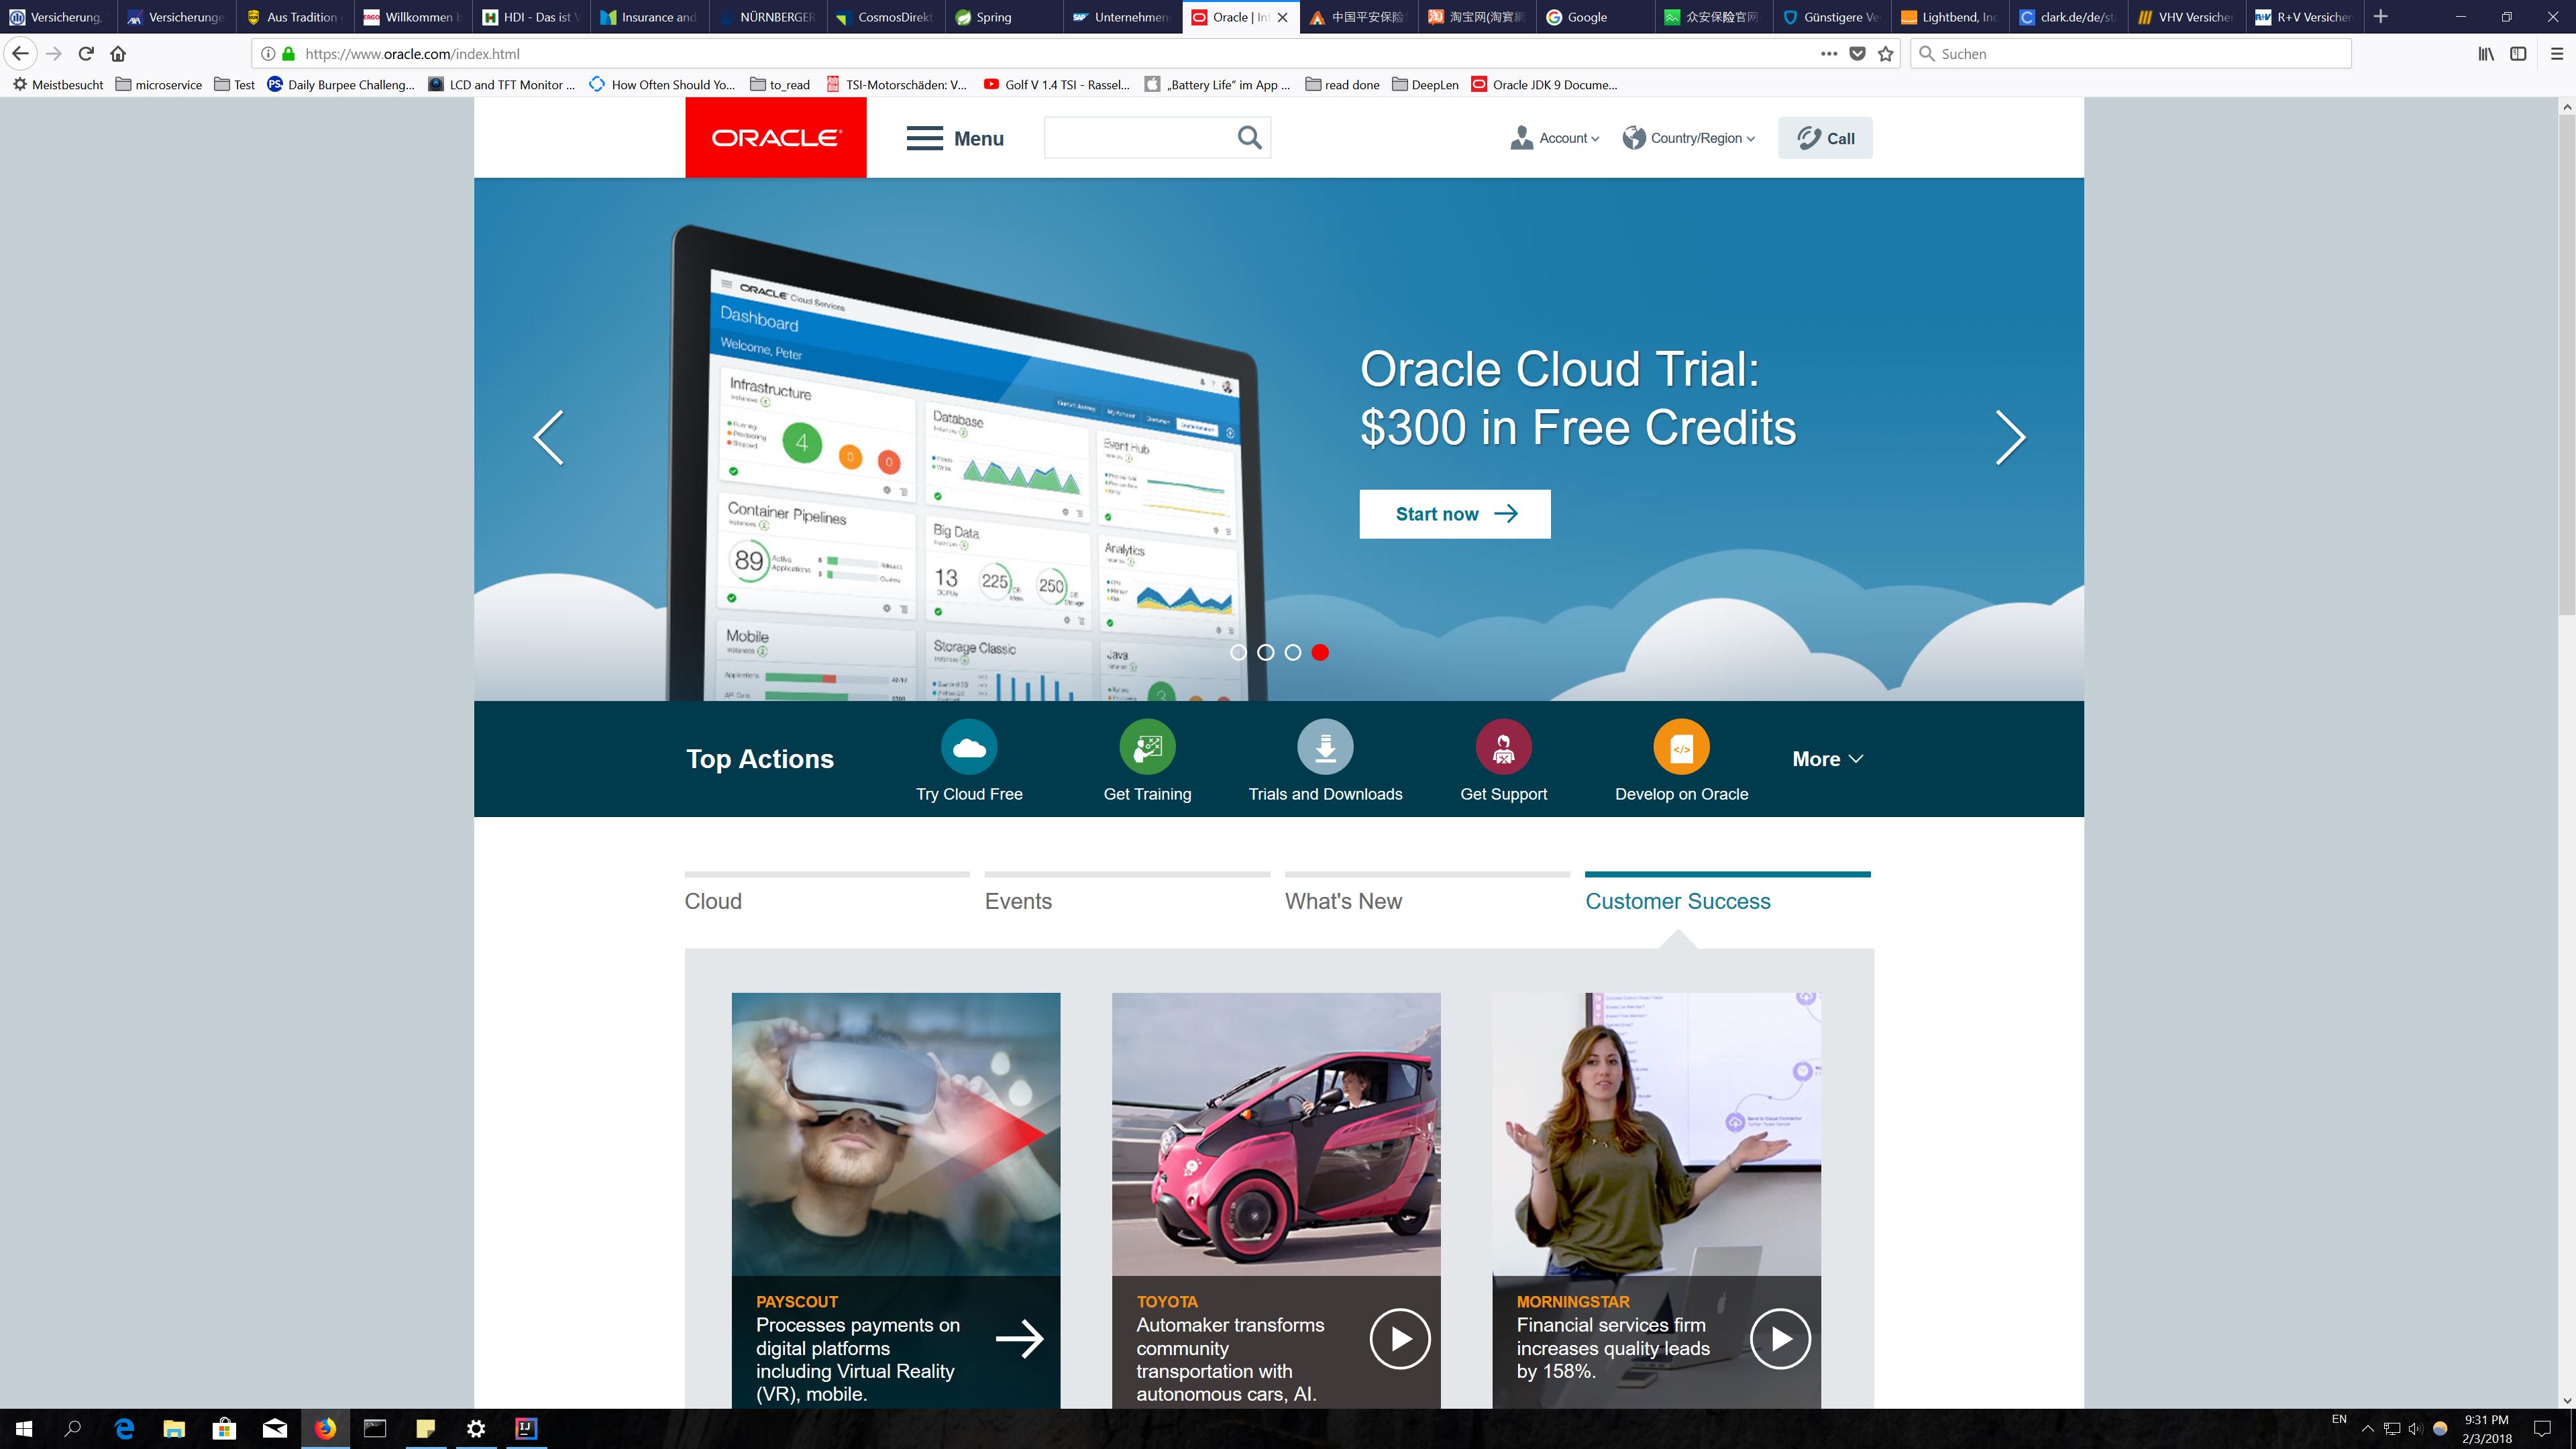 Versicherung,
Versicherunge
Aus Tradition
ERGO
Willkommen b
HDI - Das ist V
Insurance and
NÜRNBERGER
CosmosDirekt
Spring
SAP
Unternehmen
Oracle | Int
中国平安保险
淘宝网(淘寶網
Google
众安保险官网
Günstigere Ve
Lightbend, Inc
clark.de/de/st
VHV Versicher
R+V Versicher
https://www.oracle.com/index.html
Suchen
Meistbesucht
microservice
Test
Daily Burpee Challeng...
LCD and TFT Monitor ...
How Often Should Yo...
to_read
TSI-Motorschäden: V...
Golf V 1.4 TSI - Rassel...
„Battery Life“ im App ...
read done
DeepLen
Oracle JDK 9 Docume...
ORACLE
Menu
Account
Country/Region
Call
ORACLE Cloud Services
Dashboard
Welcome, Peter
Infrastructure
4
0
0
Database
Event Hub
Container Pipelines
89
Active
Applications
Big Data
13
OCPUs
225
250
Analytics
Mobile
Storage Classic
Java
3
Oracle Cloud Trial:
$300 in Free Credits
Start now
Top Actions
Try Cloud Free
Get Training
Trials and Downloads
Get Support
Develop on Oracle
More
Cloud
Events
What's New
Customer Success
PAYSCOUT
Processes payments on
digital platforms
including Virtual Reality
(VR), mobile.
TOYOTA
Automaker transforms
community
transportation with
autonomous cars, AI.
MORNINGSTAR
Financial services firm
increases quality leads
by 158%.
EN
9:31 PM
2/3/2018